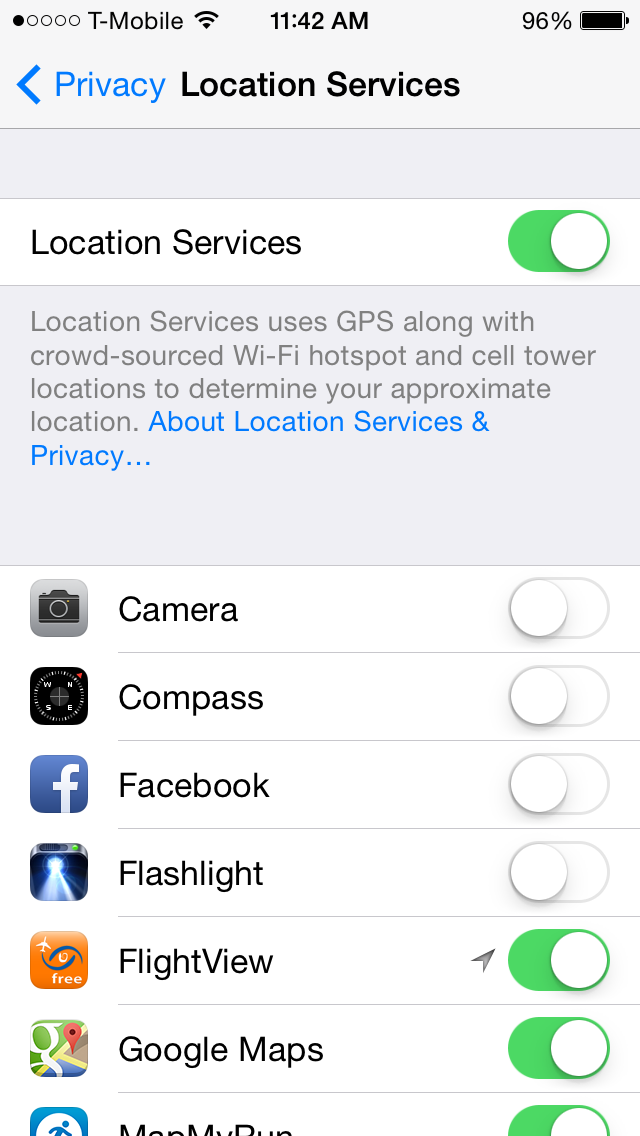 T-Mobile 11:42 AM 96%
Privacy Location Services
Location Services
Location Services uses GPS along with
crowd-sourced Wi-Fi hotspot and cell tower
locations to determine your approximate
location. About Location Services &
Privacy…
Camera
W N
S E
Compass
Facebook
Flashlight
FlightView
free
Google Maps
MapMyRun